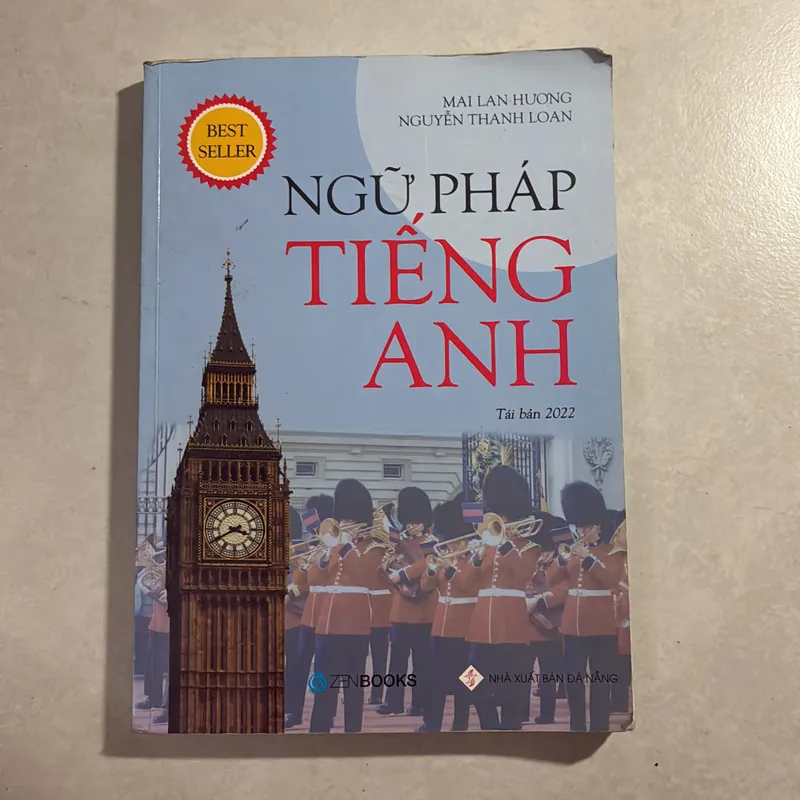 BEST
SELLER
MAI LAN HƯƠNG
NGUYỄN THANH LOAN
NGỮ PHÁP
TIẾNG
ANH
Tái bản 2022
ZENBOOKS
NHÀ XUẤT BẢN ĐÀ NẴNG